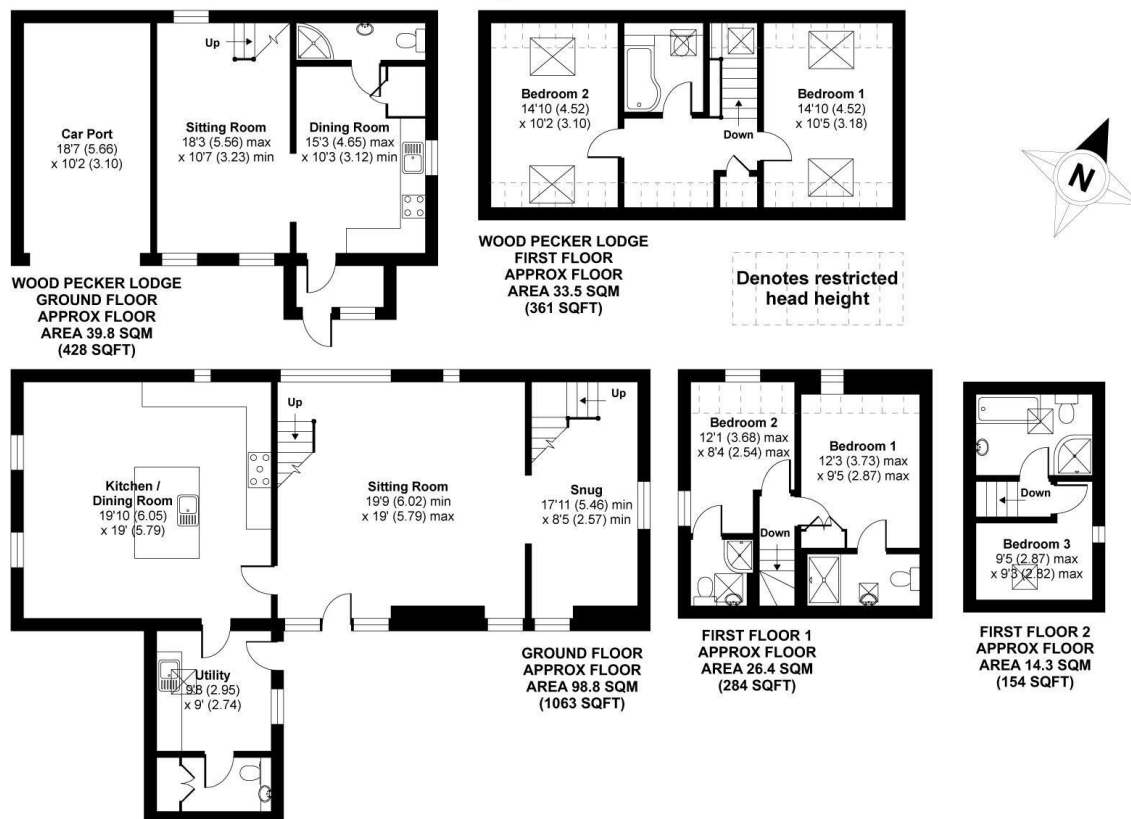 Car Port
18'7 (5.66)
x 10'2 (3.10)
Up
Sitting Room
18'3 (5.56) max
x 10'7 (3.23) min
Dining Room
15'3 (4.65) max
x 10'3 (3.12) min
WOOD PECKER LODGE
GROUND FLOOR
APPROX FLOOR
AREA 39.8 SQM
(428 SQFT)
Bedroom 2
14'10 (4.52)
x 10'2 (3.10)
Down
Bedroom 1
14'10 (4.52)
x 10'5 (3.18)
WOOD PECKER LODGE
FIRST FLOOR
APPROX FLOOR
AREA 33.5 SQM
(361 SQFT)
N
Denotes restricted
head height
Kitchen /
Dining Room
19'10 (6.05)
x 19' (5.79)
Up
Sitting Room
19'9 (6.02) min
x 19' (5.79) max
Up
Snug
17'11 (5.46) min
x 8'5 (2.57) min
Utility
9'8 (2.95)
x 9' (2.74)
GROUND FLOOR
APPROX FLOOR
AREA 98.8 SQM
(1063 SQFT)
Bedroom 2
12'1 (3.68) max
x 8'4 (2.54) max
Bedroom 1
12'3 (3.73) max
x 9'5 (2.87) max
Down
FIRST FLOOR 1
APPROX FLOOR
AREA 26.4 SQM
(284 SQFT)
Down
Bedroom 3
9'5 (2.87) max
x 9'3 (2.82) max
FIRST FLOOR 2
APPROX FLOOR
AREA 14.3 SQM
(154 SQFT)